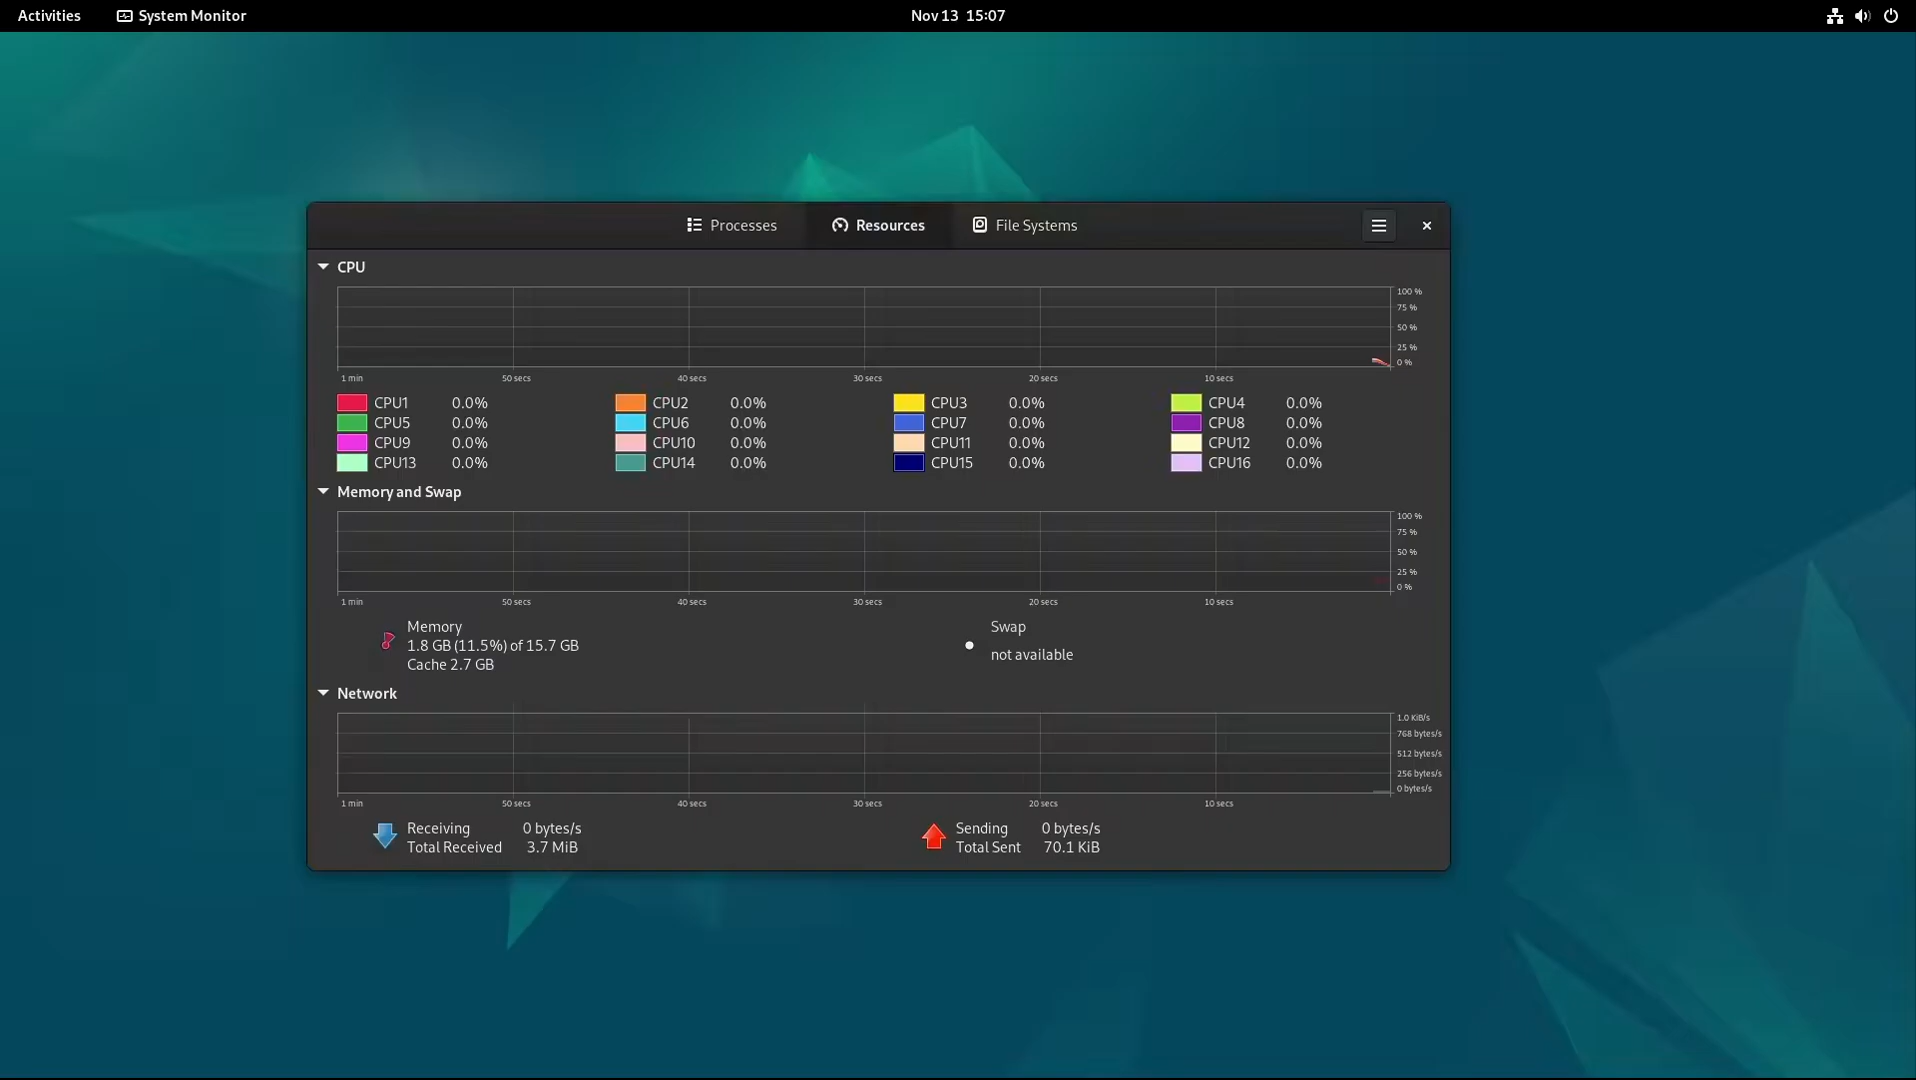 Activities System Monitor Nov 13 15:07
Processes Resources File Systems
CPU
100 %
75 %
50 %
25 %
0 %
1 min 50 secs 40 secs 30 secs 20 secs 10 secs
CPU1 0.0% CPU2 0.0% CPU3 0.0% CPU4 0.0%
CPU5 0.0% CPU6 0.0% CPU7 0.0% CPU8 0.0%
CPU9 0.0% CPU10 0.0% CPU11 0.0% CPU12 0.0%
CPU13 0.0% CPU14 0.0% CPU15 0.0% CPU16 0.0%
Memory and Swap
100 %
75 %
50 %
25 %
0 %
1 min 50 secs 40 secs 30 secs 20 secs 10 secs
Memory
1.8 GB (11.5%) of 15.7 GB
Cache 2.7 GB
Swap
not available
Network
1.0 KiB/s
768 bytes/s
512 bytes/s
256 bytes/s
0 bytes/s
1 min 50 secs 40 secs 30 secs 20 secs 10 secs
Receiving 0 bytes/s Sending 0 bytes/s
Total Received 3.7 MiB Total Sent 70.1 KiB